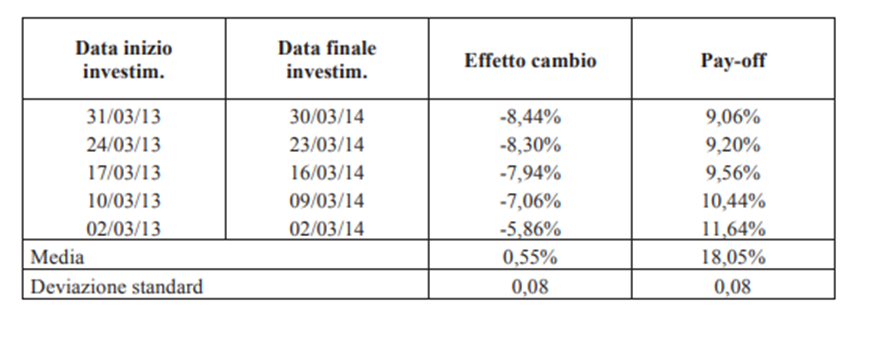 Data inizio investim. Data finale investim. Effetto cambio Pay-off
31/03/13 30/03/14 -8,44% 9,06%
24/03/13 23/03/14 -8,30% 9,20%
17/03/13 16/03/14 -7,94% 9,56%
10/03/13 09/03/14 -7,06% 10,44%
02/03/13 02/03/14 -5,86% 11,64%
Media 0,55% 18,05%
Deviazione standard 0,08 0,08